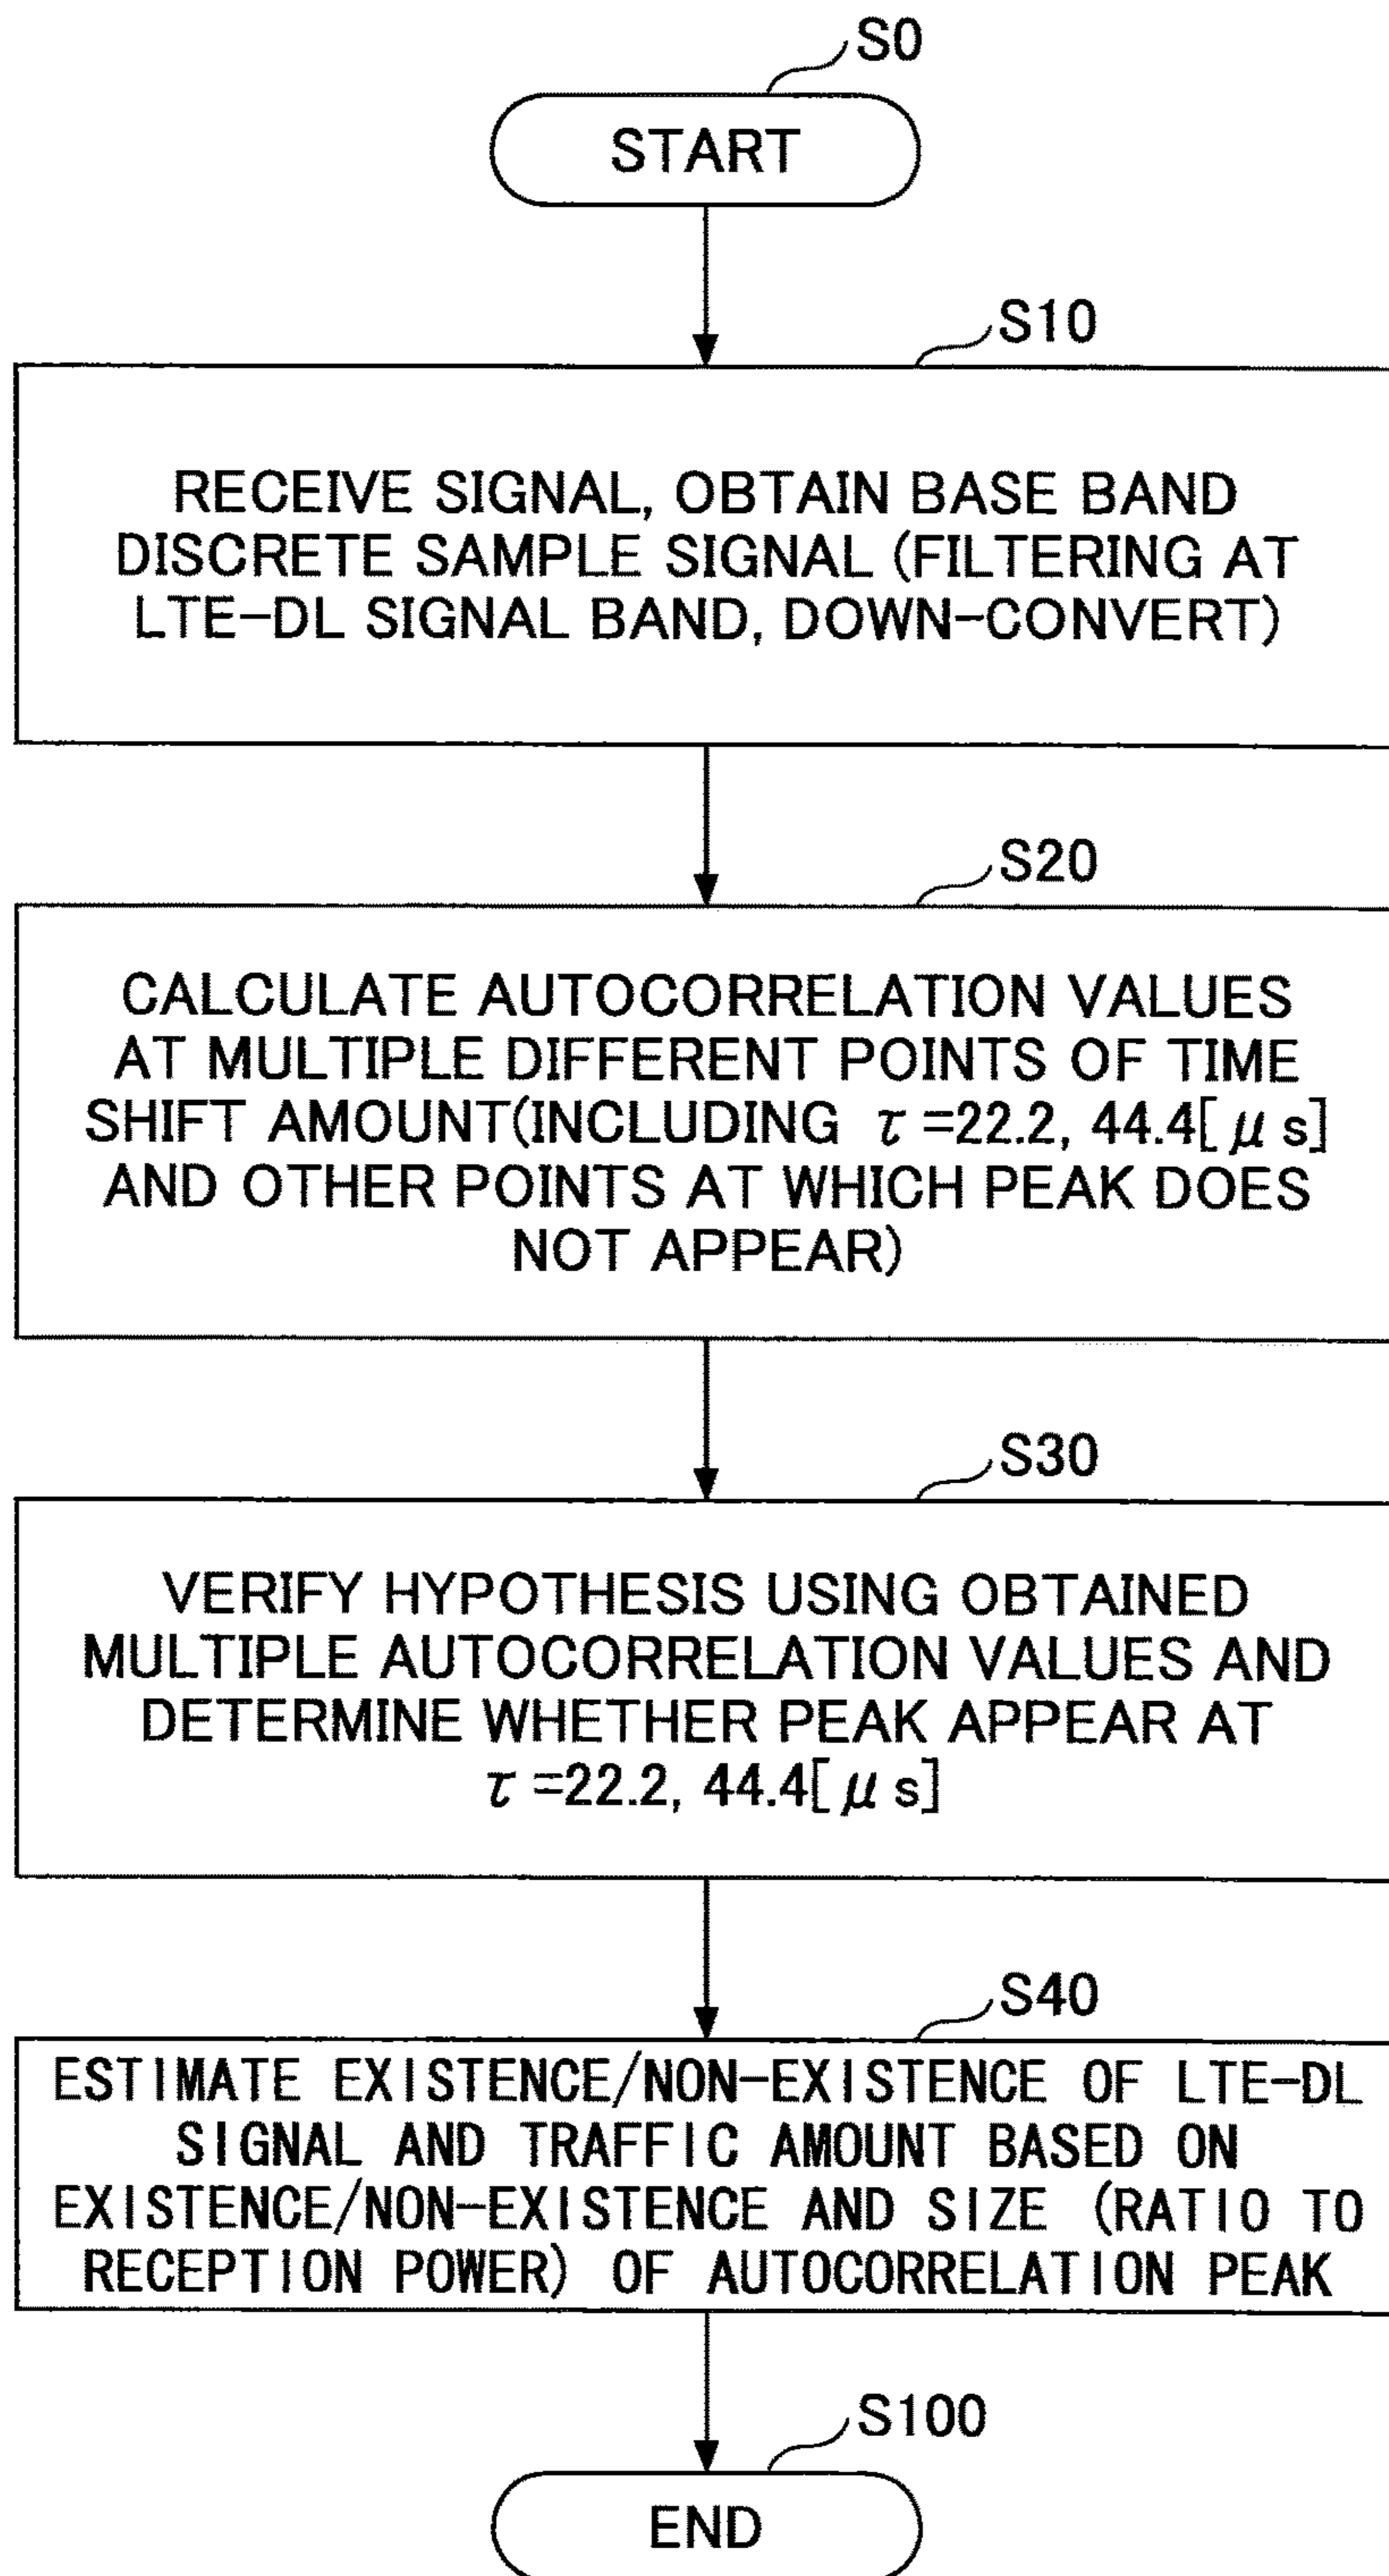 S0
START
S10
RECEIVE SIGNAL, OBTAIN BASE BAND
DISCRETE SAMPLE SIGNAL (FILTERING AT
LTE-DL SIGNAL BAND, DOWN-CONVERT)
S20
CALCULATE AUTOCORRELATION VALUES
AT MULTIPLE DIFFERENT POINTS OF TIME
SHIFT AMOUNT(INCLUDING τ=22.2, 44.4[μs]
AND OTHER POINTS AT WHICH PEAK DOES
NOT APPEAR)
S30
VERIFY HYPOTHESIS USING OBTAINED
MULTIPLE AUTOCORRELATION VALUES AND
DETERMINE WHETHER PEAK APPEAR AT
τ=22.2, 44.4[μs]
S40
ESTIMATE EXISTENCE/NON-EXISTENCE OF LTE-DL
SIGNAL AND TRAFFIC AMOUNT BASED ON
EXISTENCE/NON-EXISTENCE AND SIZE (RATIO TO
RECEPTION POWER) OF AUTOCORRELATION PEAK
S100
END